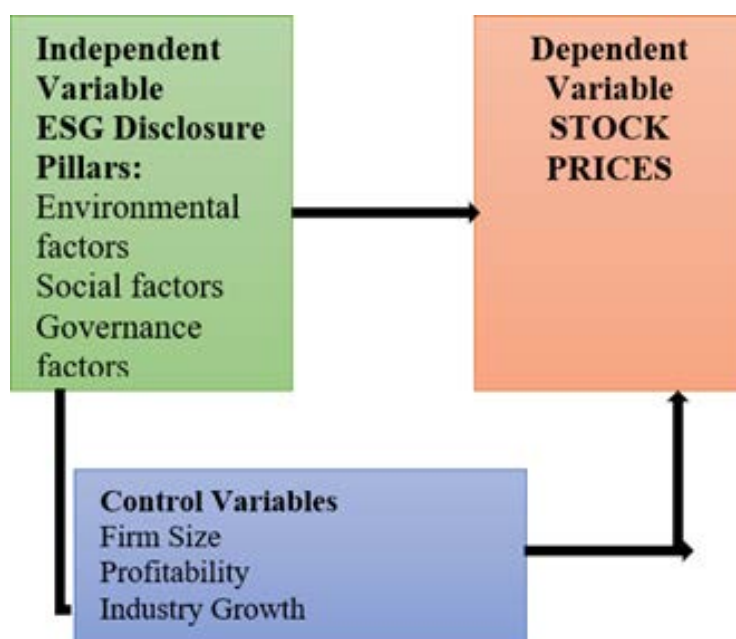 Independent
Variable
ESG Disclosure
Pillars:
Environmental
factors
Social factors
Governance
factors
Dependent
Variable
STOCK
PRICES
Control Variables
Firm Size
Profitability
Industry Growth